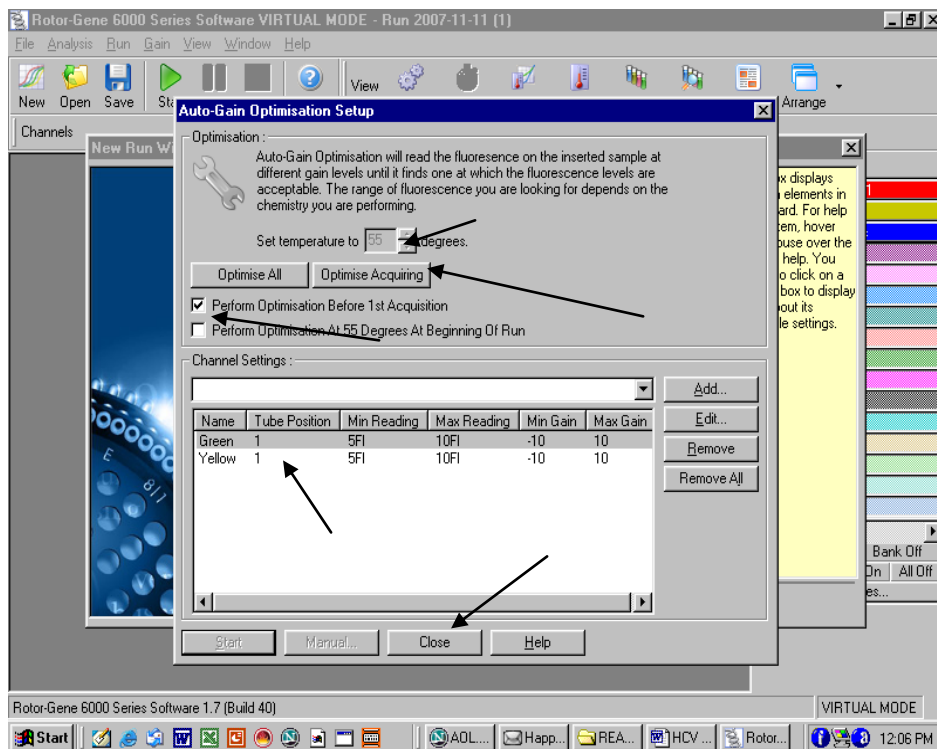 Rotor-Gene 6000 Series Software VIRTUAL MODE - Run 2007-11-11 (1)
File Analysis Run Gain View Window Help
New Open Save View Arrange
Channels
New Run
Auto-Gain Optimisation Setup
Optimisation :
Auto-Gain Optimisation will read the fluoresence on the inserted sample at
different gain levels until it finds one at which the fluorescence levels are
acceptable. The range of fluorescence you are looking for depends on the
chemistry you are performing.
Set temperature to 55 degrees.
Optimise All Optimise Acquiring
Perform Optimisation Before 1st Acquisition
Perform Optimisation At 55 Degrees At Beginning Of Run
Channel Settings :
Add...
Name Tube Position Min Reading Max Reading Min Gain Max Gain
Edit...
Green 1 5Fl 10Fl -10 10
Yellow 1 5Fl 10Fl -10 10
Remove
Remove All
Start Manual... Close Help
displays
elements in
For help
hover
over the
help. You
click on a
box to display
its
settings.
Bank Off
On All Off
Rotor-Gene 6000 Series Software 1.7 (Build 40) VIRTUAL MODE
Start AOL... Happ... REA... HCV ... Rotor... 12:06 PM